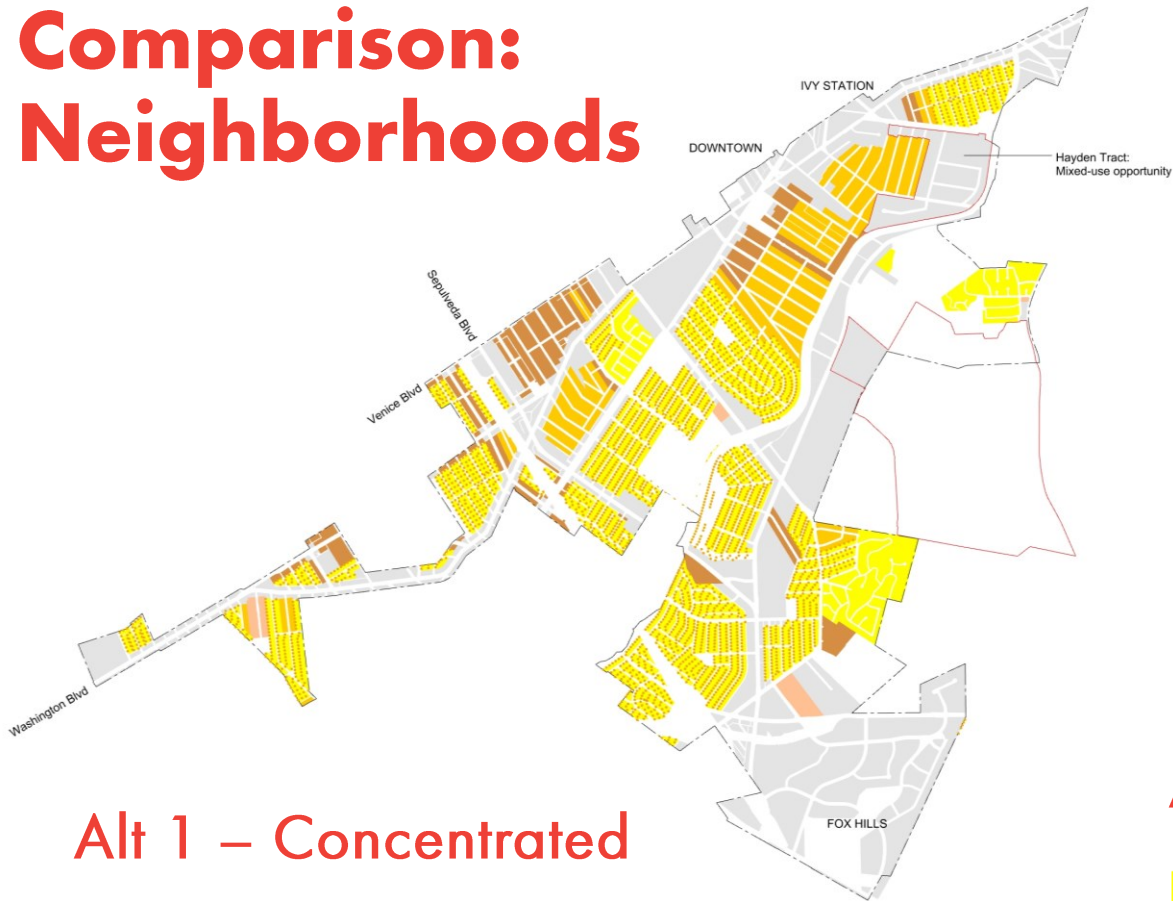 Comparison:
Neighborhoods
IVY STATION
DOWNTOWN
Hayden Tract:
Mixed-use opportunity
Sepulveda Blvd
Venice Blvd
Washington Blvd
FOX HILLS
Alt 1 – Concentrated